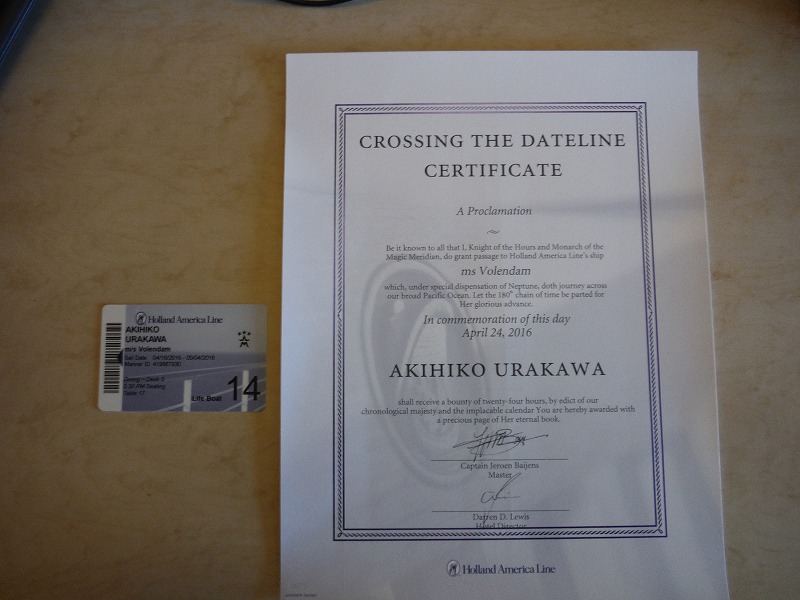 Holland America Line
AKIHIKO
URAKAWA
m/s Volendam
Sail Date:
Mariner ID
Table 17
Life Boat 14
CROSSING THE DATELINE
CERTIFICATE
A Proclamation
~
Be it known to all that I, Knight of the Hours and Monarch of the
Magic Meridian, do grant passage to Holland America Line's ship
ms Volendam
which, under special dispensation of Neptune, doth journey across
our broad Pacific Ocean. Let the 180° chain of time be parted for
Her glorious advance.
In commemoration of this day
April 24, 2016
AKIHIKO URAKAWA
shall receive a bounty of twenty-four hours, by edict of our
chronological majesty and the implacable calendar You are hereby awarded with
a precious page of Her eternal book.
Captain Jeroen Baijens
Master
Darren D. Lewis
Hotel Director
Holland America Line